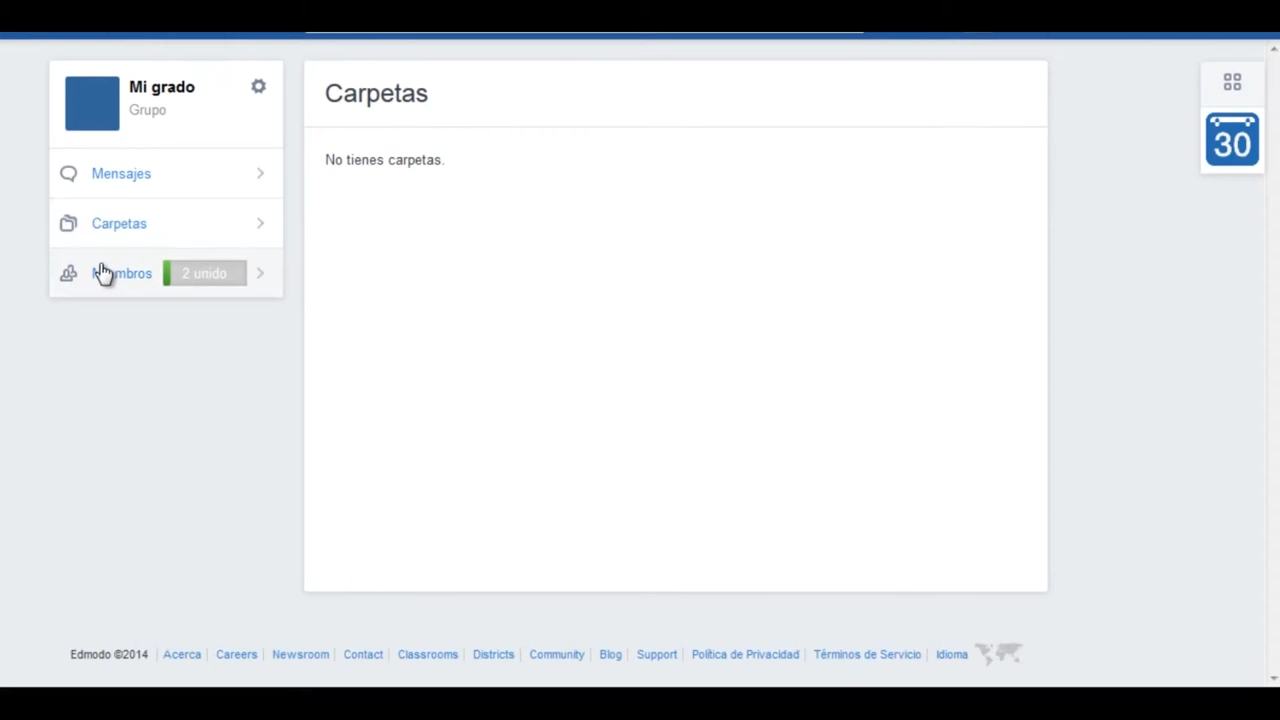 Mi grado
Grupo
Mensajes
Carpetas
2 unido
Carpetas
No tienes carpetas.
30
Edmodo ©2014 | Acerca | Careers | Newsroom | Contact | Classrooms | Districts | Community | Blog | Support | Política de Privacidad | Términos de Servicio | Idioma